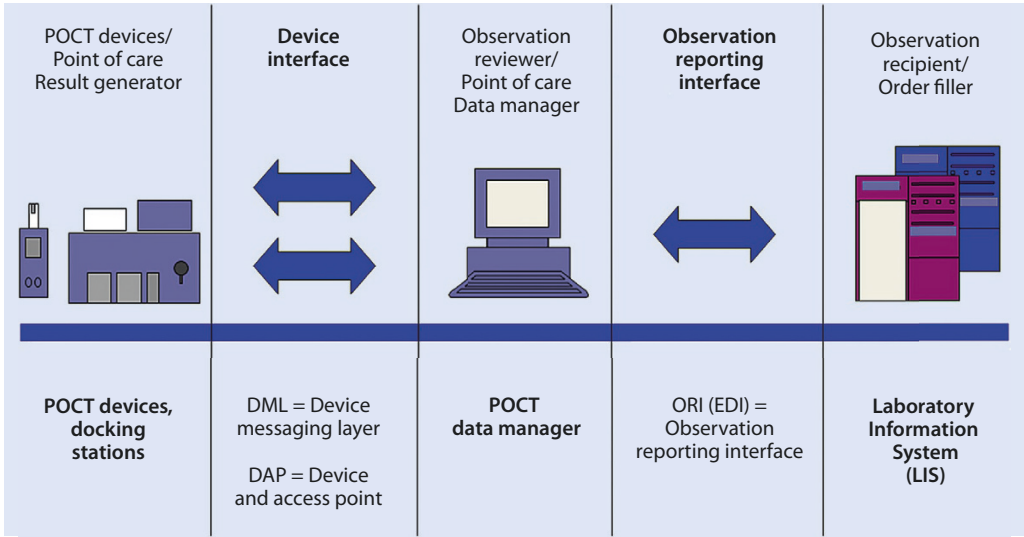 POCT devices/
Point of care
Result generator
Device
interface
Observation
reviewer/
Point of care
Data manager
Observation
reporting
interface
Observation
recipient/
Order filler
POCT devices,
docking
stations
DML = Device
messaging layer
DAP = Device
and access point
POCT
data manager
ORI (EDI) =
Observation
reporting interface
Laboratory
Information
System
(LIS)